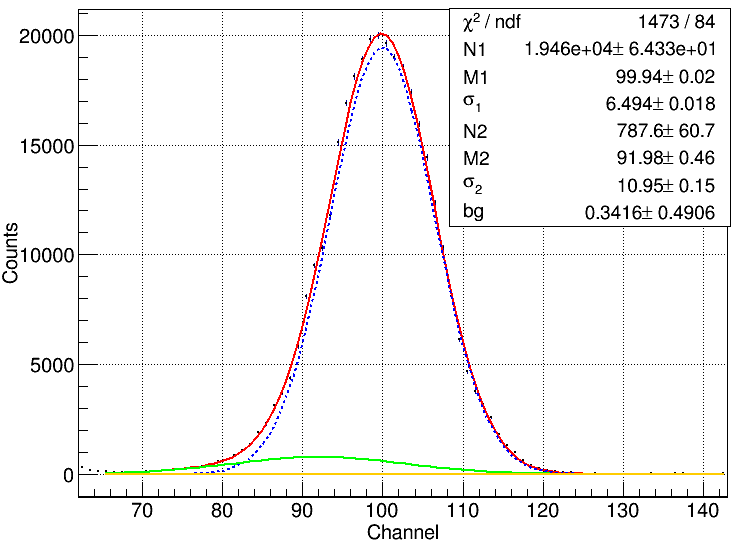 χ² / ndf 1473 / 84
N1 1.946e+04± 6.433e+01
M1 99.94± 0.02
σ₁ 6.494± 0.018
N2 787.6± 60.7
M2 91.98± 0.46
σ₂ 10.95± 0.15
bg 0.3416± 0.4906
20000
15000
10000
5000
0
Counts
70 80 90 100 110 120 130 140
Channel